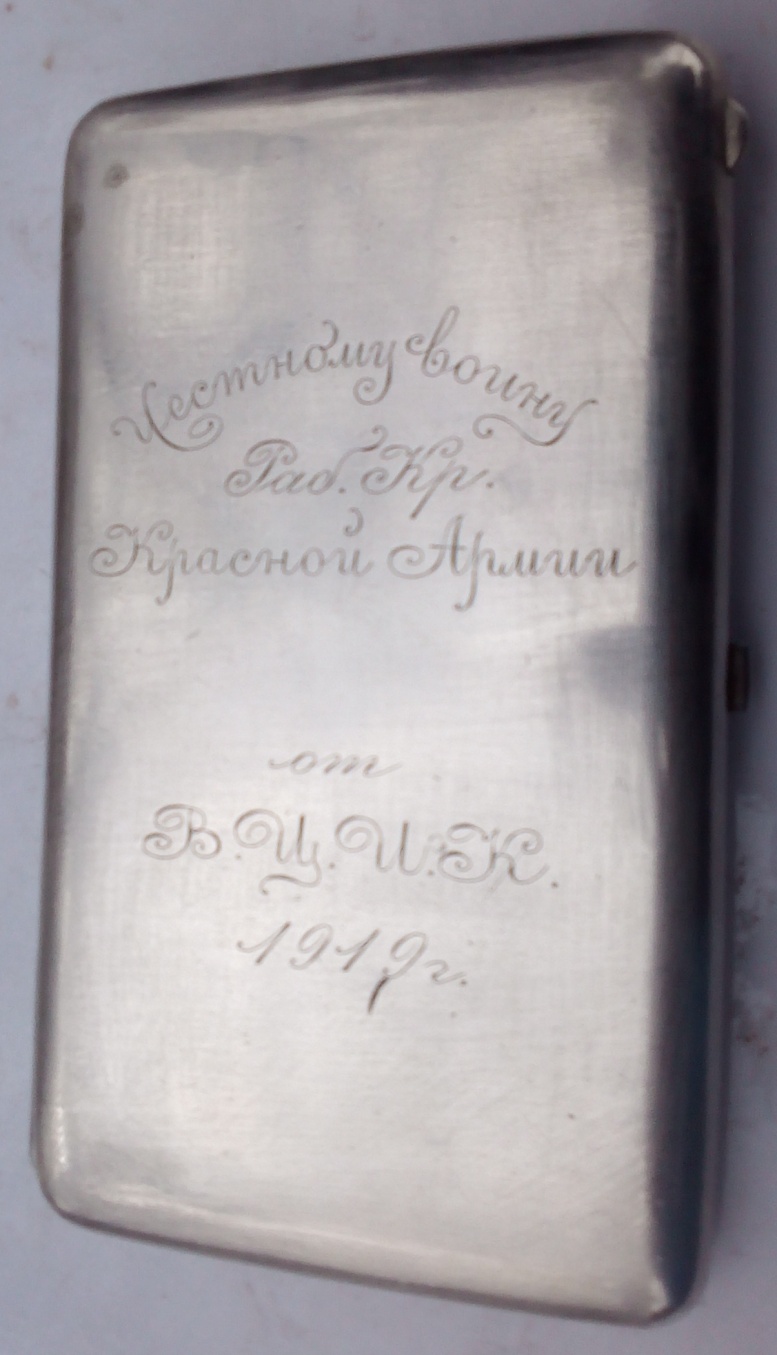 Честному воину
Раб. Кр.
Красной Армии
от
В.Ц.И.К.
1919г.